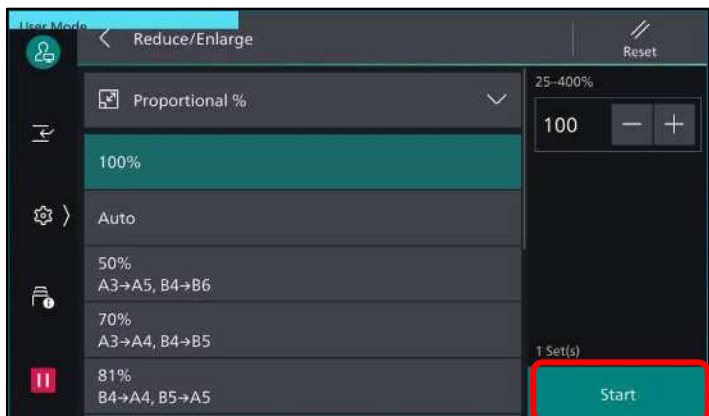 User Mode
Reduce/Enlarge
Reset
Proportional %
25–400%
100
100%
Auto
50%
A3→A5, B4→B6
70%
A3→A4, B4→B5
81%
B4→A4, B5→A5
1 Set(s)
Start